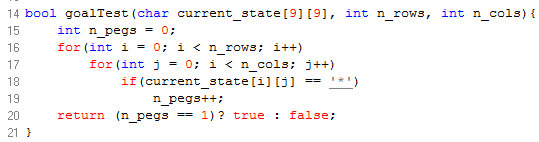 14 bool goalTest(char current_state[9][9], int n_rows, int n_cols){
15     int n_pegs = 0;
16     for(int i = 0; i < n_rows; i++)
17         for(int j = 0; i < n_cols; j++)
18             if(current_state[i][j] == '*')
19                 n_pegs++;
20     return (n_pegs == 1)? true : false;
21 }